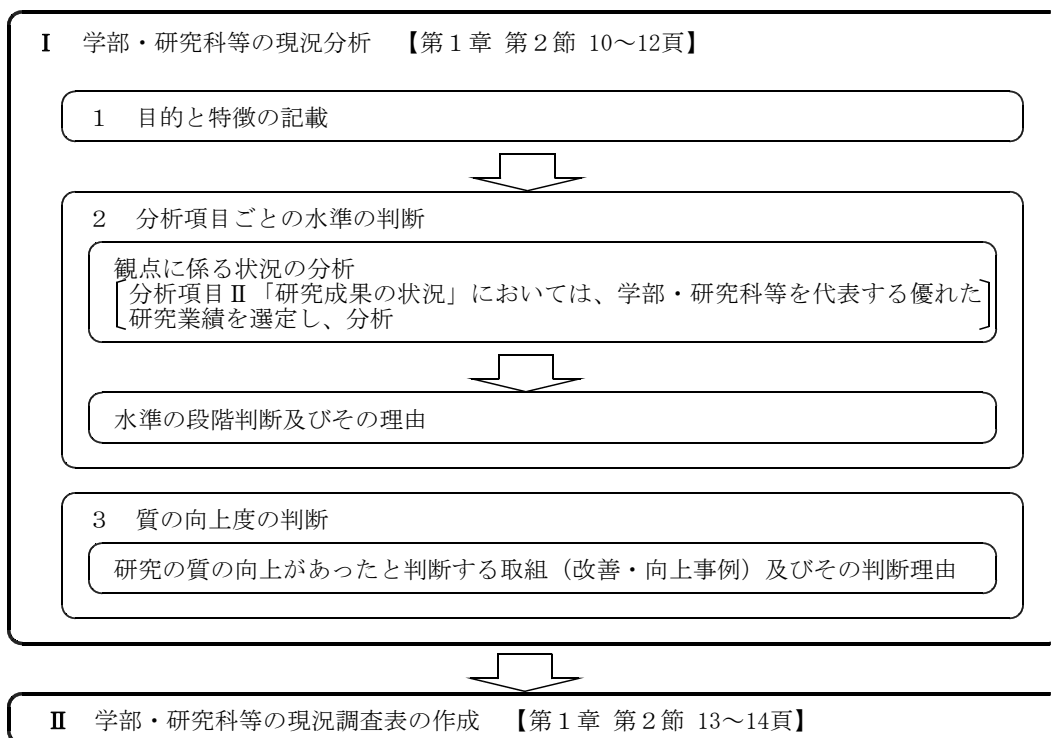 Ⅰ　学部・研究科等の現況分析　【第１章 第２節 10～12頁】
１　目的と特徴の記載
２　分析項目ごとの水準の判断
観点に係る状況の分析
分析項目Ⅱ「研究成果の状況」においては、学部・研究科等を代表する優れた
研究業績を選定し、分析
水準の段階判断及びその理由
３　質の向上度の判断
研究の質の向上があったと判断する取組（改善・向上事例）及びその判断理由
Ⅱ　学部・研究科等の現況調査表の作成　【第１章 第２節 13～14頁】